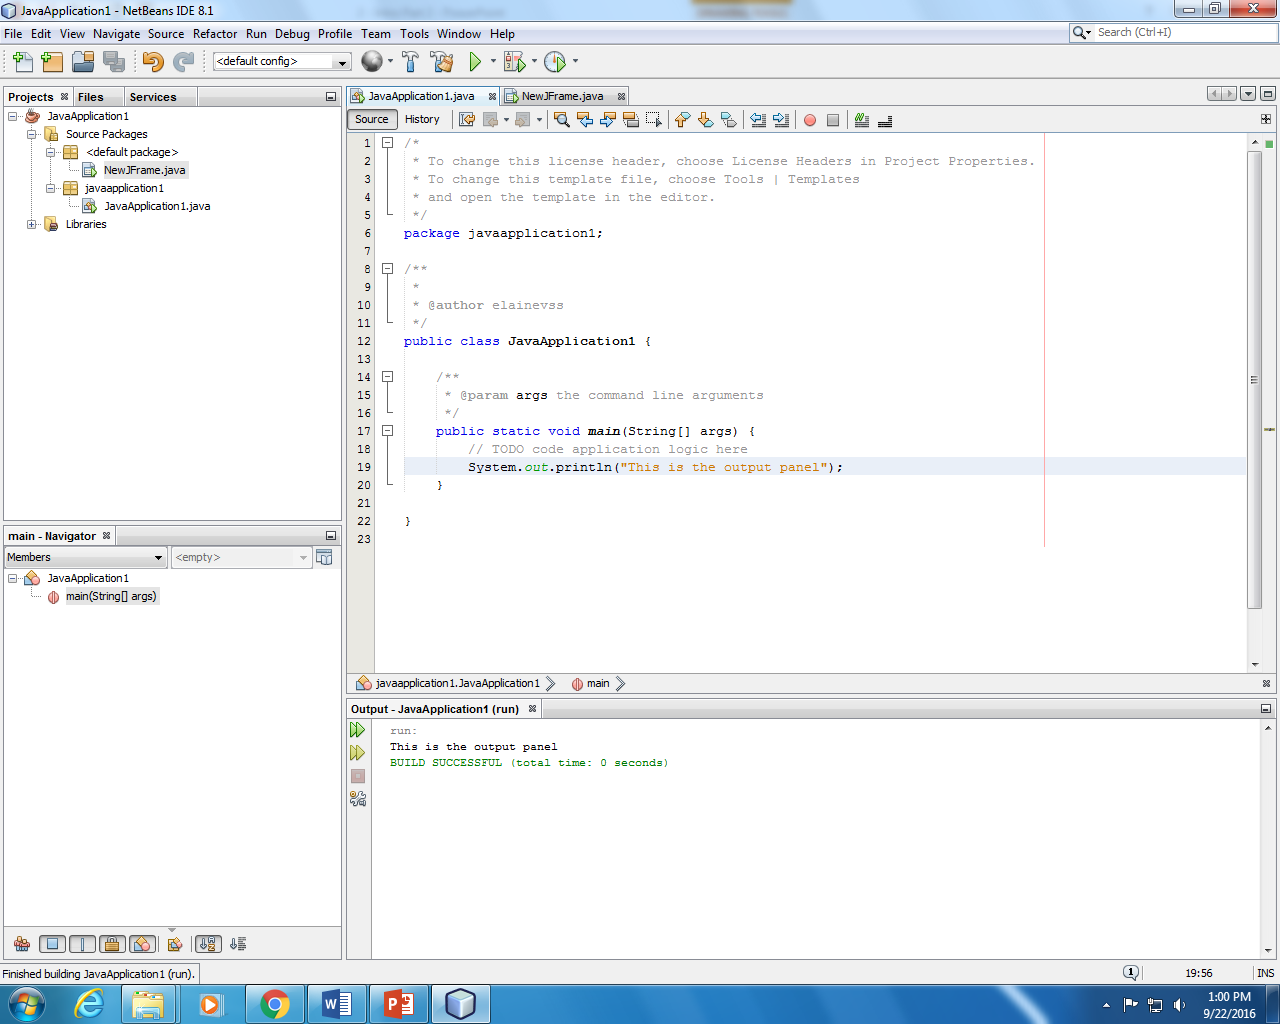 JavaApplication1 - NetBeans IDE 8.1
File Edit View Navigate Source Refactor Run Debug Profile Team Tools Window Help
Search (Ctrl+I)
<default config>
Projects Files Services
JavaApplication1
Source Packages
<default package>
NewJFrame.java
javaapplication1
JavaApplication1.java
Libraries
main - Navigator
Members <empty>
JavaApplication1
main(String[] args)
JavaApplication1.java NewJFrame.java
Source History
1 /*
2 * To change this license header, choose License Headers in Project Properties.
3 * To change this template file, choose Tools | Templates
4 * and open the template in the editor.
5 */
6 package javaapplication1;
7
8 /**
9 *
10 * @author elainevss
11 */
12 public class JavaApplication1 {
13
14 /**
15 * @param args the command line arguments
16 */
17 public static void main(String[] args) {
18 // TODO code application logic here
19 System.out.println("This is the output panel");
20 }
21
22 }
23
javaapplication1.JavaApplication1 main
Output - JavaApplication1 (run)
run:
This is the output panel
BUILD SUCCESSFUL (total time: 0 seconds)
Finished building JavaApplication1 (run).
1 19:56 INS
1:00 PM
9/22/2016